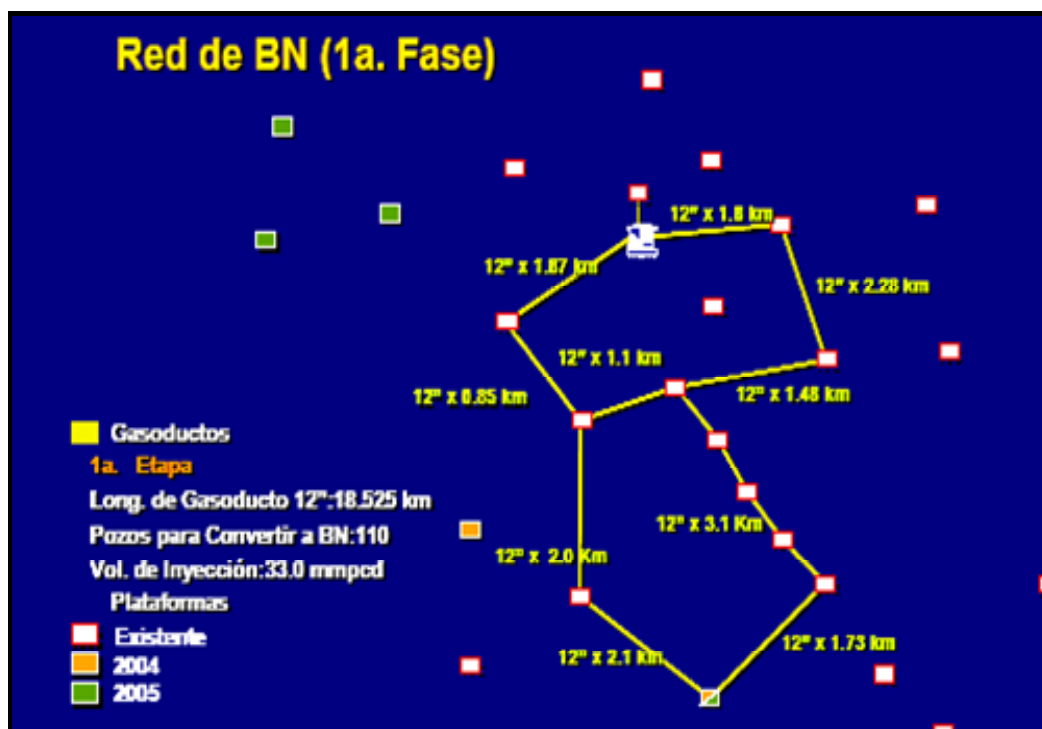 Red de BN (1a. Fase)
12" x 1.8 km
12" x 1.87 km
12" x 2.28 km
12" x 1.1 km
12" x 0.85 km
12" x 1.48 km
Gasoductos
1a. Etapa
Long. de Gasoducto 12":18.525 km
12" x 3.1 Km
Pozos para Convertir a BN:110
12" x 2.0 Km
Vol. de Inyección:33.0 mmpcd
Plataformas
Existente
12" x 1.73 km
12" x 2.1 km
2004
2005